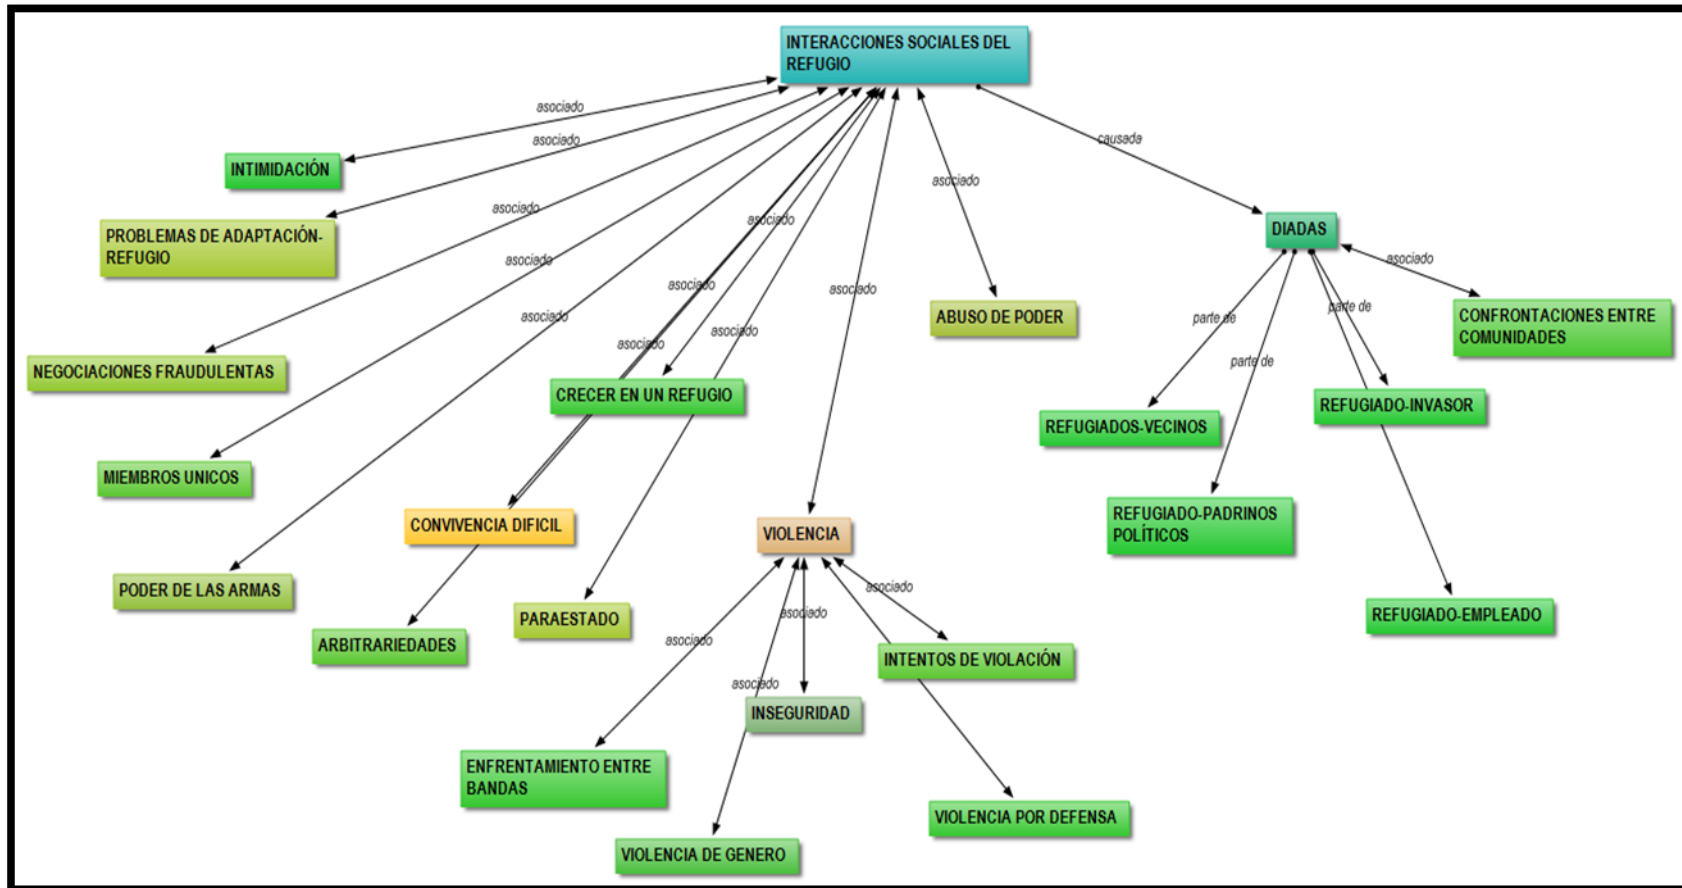 INTERACCIONES SOCIALES DEL
REFUGIO
asociado
asociado
causada
INTIMIDACIÓN
asociado
asociado
asociado
PROBLEMAS DE ADAPTACIÓN-
REFUGIO
DIADAS
asociado
asociado
asociado
asociado
asociado
ABUSO DE PODER
parte de
parte de
CONFRONTACIONES ENTRE
COMUNIDADES
asociado
asociado
asociado
parte de
NEGOCIACIONES FRAUDULENTAS
CRECER EN UN REFUGIO
REFUGIADO-INVASOR
REFUGIADOS-VECINOS
MIEMBROS UNICOS
CONVIVENCIA DIFICIL
VIOLENCIA
REFUGIADO-PADRINOS
POLÍTICOS
PODER DE LAS ARMAS
asociado
asociado
PARAESTADO
REFUGIADO-EMPLEADO
ARBITRARIEDADES
asociado
INTENTOS DE VIOLACIÓN
asociado
INSEGURIDAD
ENFRENTAMIENTO ENTRE
BANDAS
VIOLENCIA POR DEFENSA
VIOLENCIA DE GENERO